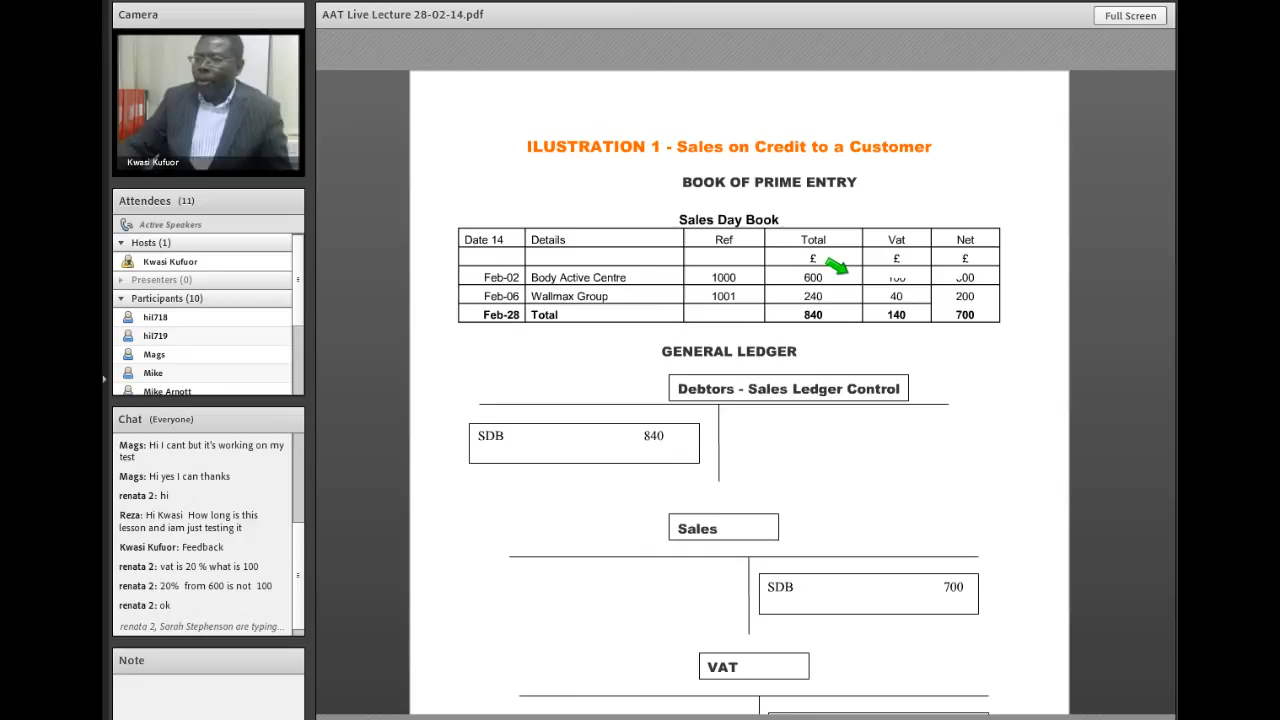 Camera
AAT Live Lecture 28-02-14.pdf
Full Screen
Kwasi Kufuor
Attendees (11)
Active Speakers
Hosts (1)
Kwasi Kufuor
Presenters (0)
Participants (10)
hil718
hil719
Mags
Mike
Mike Arnott
Chat (Everyone)
Mags: Hi I cant but it's working on my
test
Mags: Hi yes I can thanks
renata 2: hi
Reza: Hi Kwasi How long is this
lesson and iam just testing it
Kwasi Kufuor: Feedback
renata 2: vat is 20 % what is 100
renata 2: 20% from 600 is not 100
renata 2: ok
renata 2, Sarah Stephenson are typing...
Note
ILUSTRATION 1 - Sales on Credit to a Customer
BOOK OF PRIME ENTRY
Sales Day Book
Date 14 Details Ref Total Vat Net
£ £ £
Feb-02 Body Active Centre 1000 600
Feb-06 Wallmax Group 1001 240 40 200
Feb-28 Total 840 140 700
GENERAL LEDGER
Debtors - Sales Ledger Control
SDB 840
Sales
SDB 700
VAT